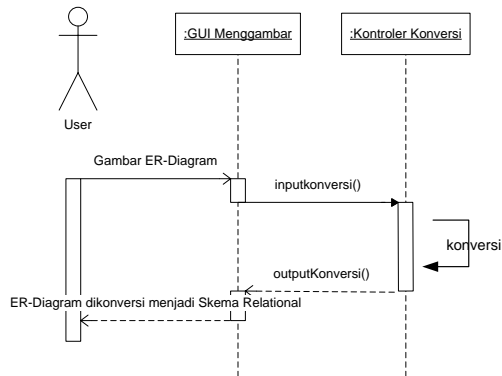 :GUI Menggambar
:Kontroler Konversi
User
Gambar ER-Diagram
inputkonversi()
konversi
outputKonversi()
ER-Diagram dikonversi menjadi Skema Relational